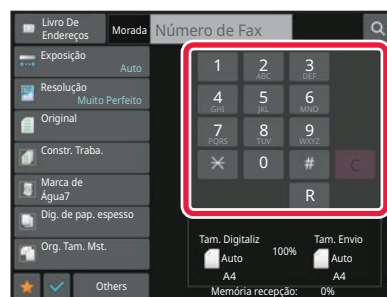 Livro De
Endereços
Morada
Número de Fax
Exposição
Auto
Resolução
Muito Perfeito
Original
Constr. Traba.
Marca de
Água7
Dig. de pap. espesso
Org. Tam. Mst.
Others
1
2 ABC
3 DEF
4 GHI
5 JKL
6 MNO
7 PQRS
8 TUV
9 WXYZ
0
#
C
R
Tam. Digitaliz
Tam. Envio
Auto
100%
Auto
A4
A4
Memória recepção: 0%